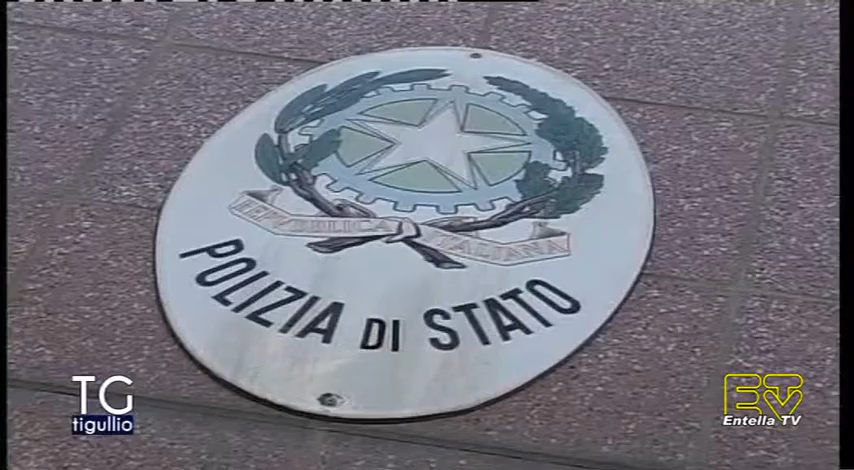 REPUBBLICA ITALIANA
POLIZIA DI STATO
TG
tigullio
ETV
Entella TV